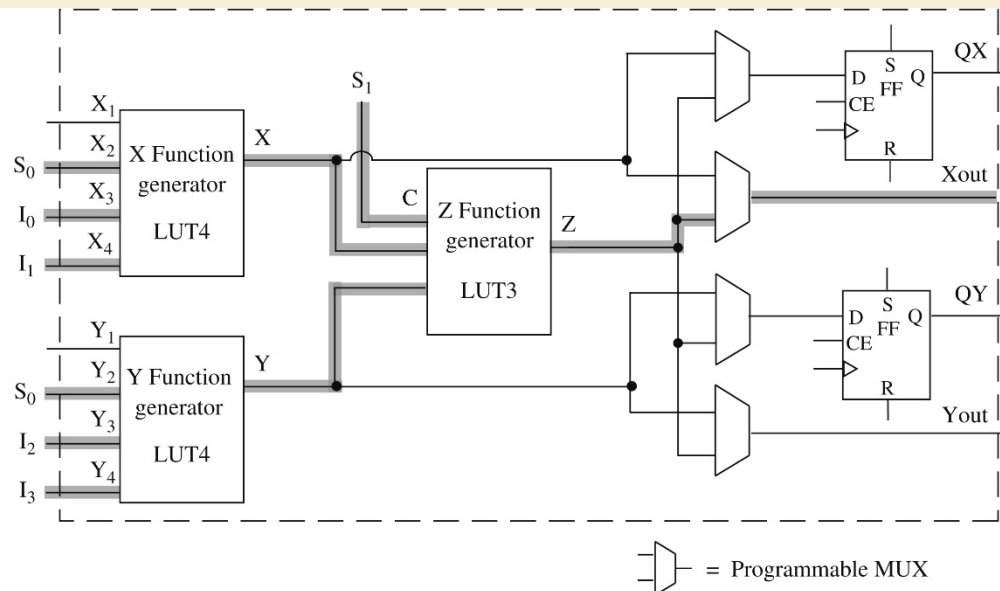 S₁
X₁
X₂
S₀
X₃
I₀
X₄
I₁
X Function
generator
LUT4
X
C
Z Function
generator
LUT3
Z
Y₁
Y₂
S₀
Y₃
I₂
Y₄
I₃
Y Function
generator
LUT4
Y
S
D Q
FF
CE
R
QX
Xout
S
D Q
FF
CE
R
QY
Yout
= Programmable MUX